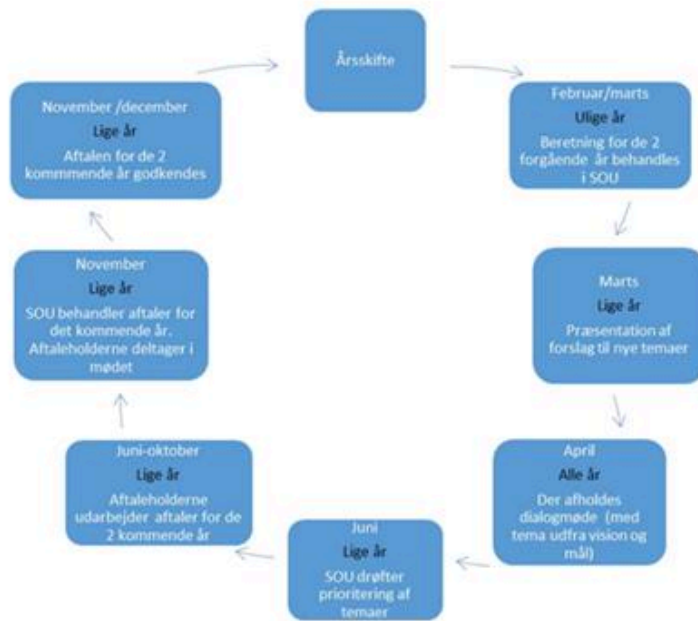 Årsskifte
Februar/marts
Ulige år
Beretning for de 2
forgående år behandles
i SOU
Marts
Lige år
Præsentation af
forslag til nye temaer
April
Alle år
Der afholdes
dialogmøde (med
tema udfra vision og
mål)
Juni
Lige år
SOU drøfter
prioritering af
temaer
Juni-oktober
Lige år
Aftaleholderne
udarbejder aftaler for de
2 kommende år
November
Lige år
SOU behandler aftaler for
det kommende år.
Aftaleholderne deltager i
mødet
November /december
Lige år
Aftalen for de 2
kommmende år godkendes